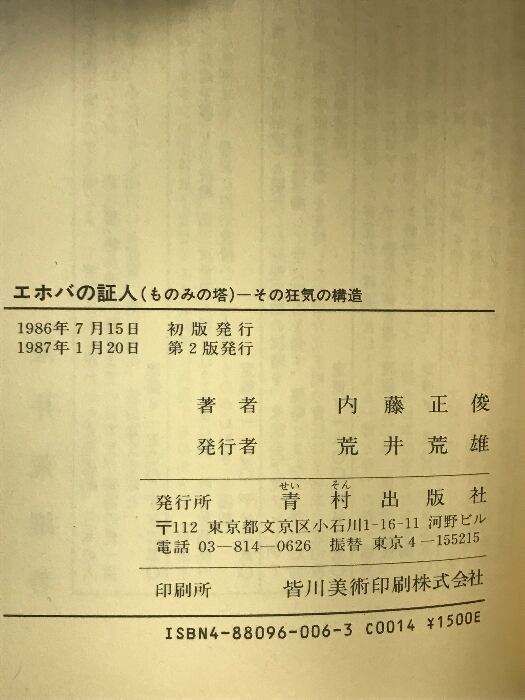 エホバの証人(ものみの塔)―その狂気の構造
1986年7月15日 初版発行
1987年1月20日 第2版発行
著者 内藤正俊
発行者 荒井荒雄
せい そん
発行所 青村出版社
〒112 東京都文京区小石川1-16-11 河野ビル
電話 03―814―0626 振替 東京4-155215
印刷所 皆川美術印刷株式会社
ISBN4-88096-006-3 C0014 ¥1500E